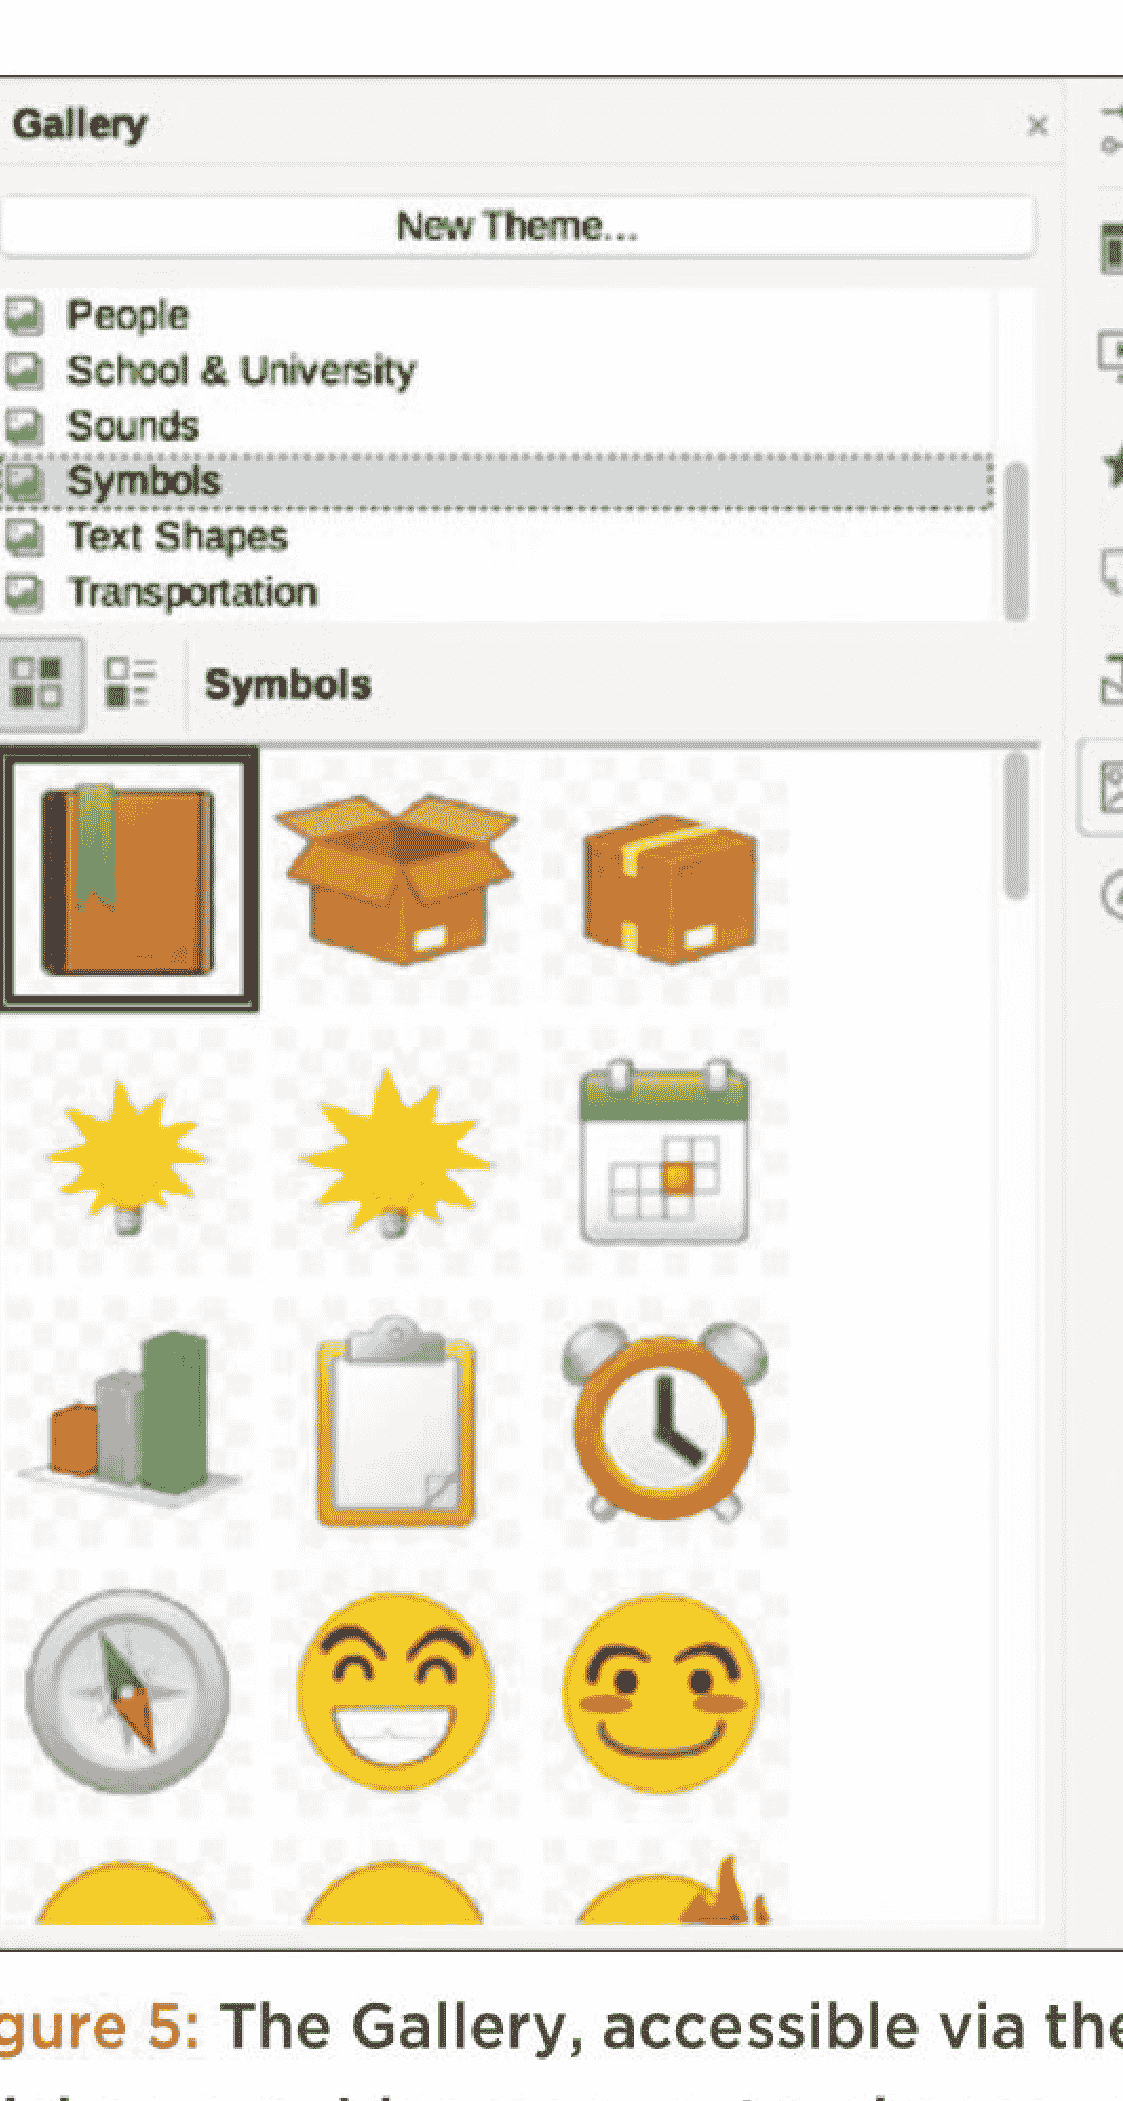 Gallery
New Theme...
People
School & University
Sounds
Symbols
Text Shapes
Transportation
Symbols
gure 5: The Gallery, accessible via the